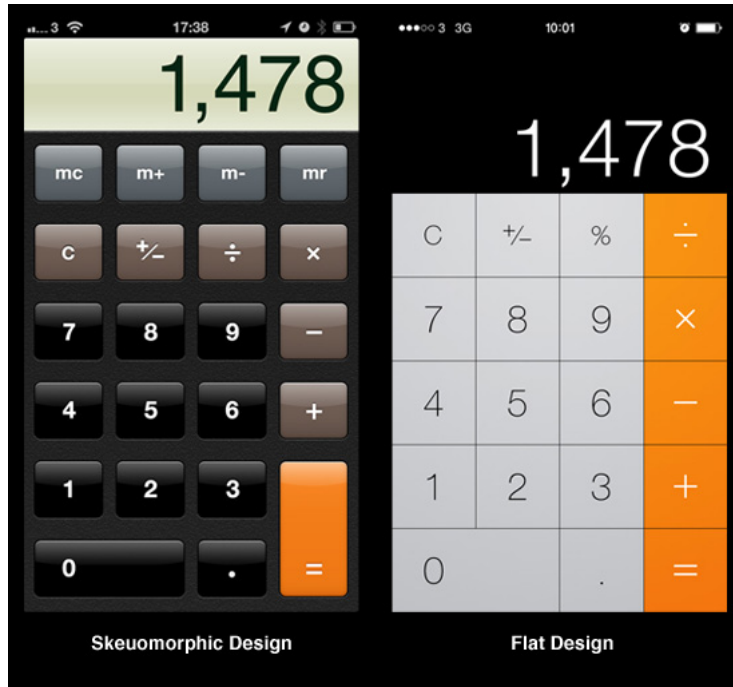 3 17:38
1,478
mc m+ m- mr
C +/− ÷ ×
7 8 9 −
4 5 6 +
1 2 3
0 . =
Skeuomorphic Design
3 3G 10:01
1,478
C +/− % ÷
7 8 9 ×
4 5 6 −
1 2 3 +
0 . =
Flat Design